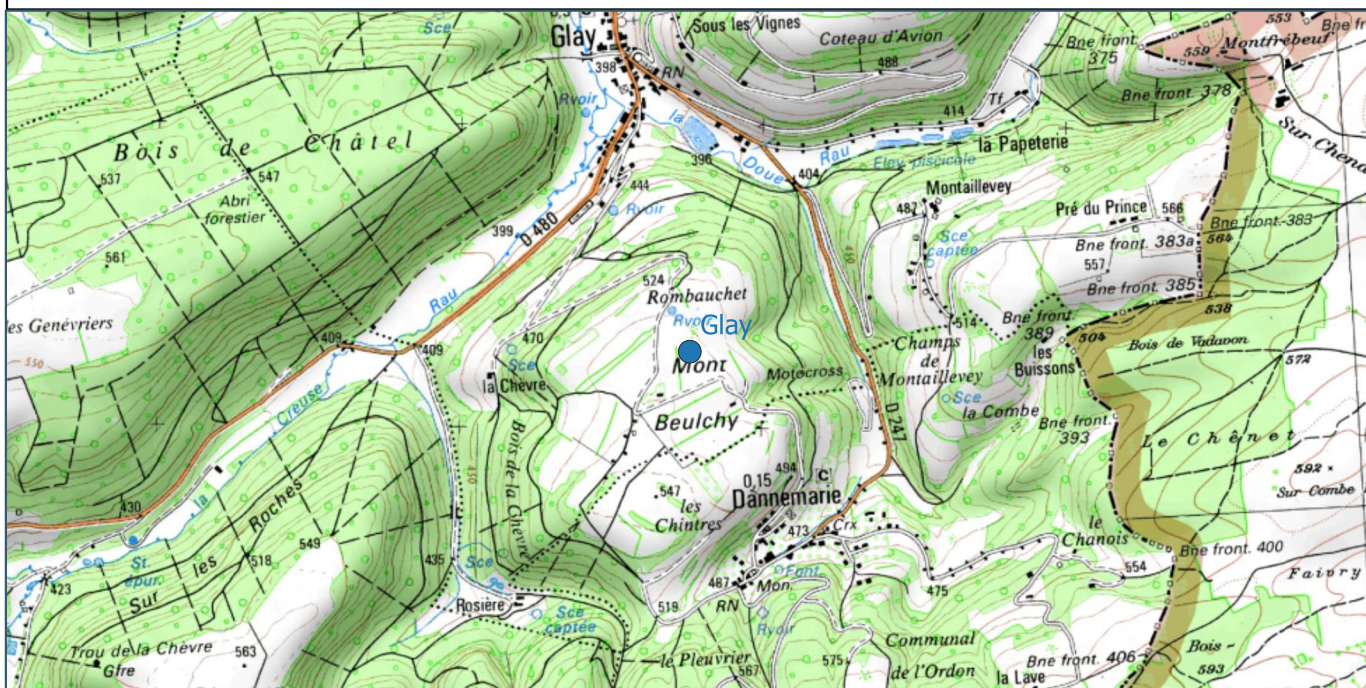 Sce
Glay
Sous les Vignes
Coteau d'Avion
488
553
Bne front.
375
559
Montfrébeuf
Bne fr
398
RN
Rvoir
414
Tf
Bne front. 378
Bois de Châtel
la
396
Doue
Rau
Elev. piscicole
la Papeterie
Sur Chena
537
547
Abri
forestier
444
404
Montaillevey
487
Rvoir
399
D 480
Pré du Prince
566
Bne front. 383
564
Sce
captée
Bne front. 383a
561
450
557
524
Rombauchet
Rvoir
Bne front. 385
538
Rau
es Genévriers
550
Glay
514
Bne front.
389
504
Bois de Vadavon
409
409
470
Sce
la Chèvre
Mont
Motocross
Champs
de
Montaillevey
les
Buissons
572
la Creuse
Sce
la Combe
D 247
Bne front.
393
Beulchy
Bois de la Chèvre
Le Chênet
410
494
C
0,15
Dannemarie
592
Sur Combe
547
les
Chintres
430
473
Crx
le
Chanois
Sur les Roches
549
518
St.
épur.
435
Sce
Font.
Bne front. 400
554
Faivry
423
487
Mon.
RN
475
Rosière
Sce
captée
519
Rvoir
Trou de la Chèvre
Gfre
563
le Pleuvrier
567
575
Communal
de l'Ordon
Bne front. 406
la Lave
Bois
593